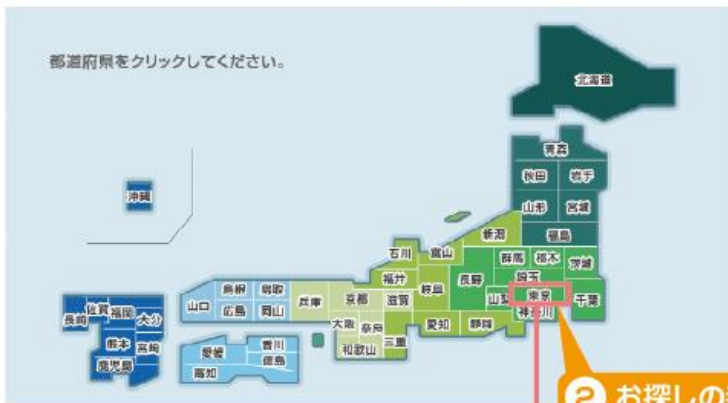 都道府県をクリックしてください。
北海道
青森
秋田
岩手
山形
宮城
福島
沖縄
新潟
石川
富山
福井
岐阜
長野
群馬
栃木
茨城
埼玉
山梨
東京
千葉
神奈川
愛知
静岡
三重
滋賀
京都
兵庫
大阪
奈良
和歌山
島根
鳥取
山口
広島
岡山
香川
愛媛
徳島
高知
長崎
佐賀
福岡
大分
熊本
宮崎
鹿児島
2 お探しの